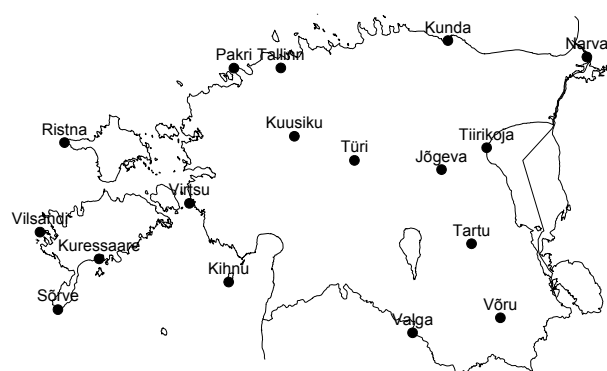 Kunda
Narva
Pakri Tallinn
Ristna
Kuusiku
Türi
Tiirikoja
Jõgeva
Virtsu
Vilsandi
Kuressaare
Tartu
Kihnu
Sõrve
Võru
Valga